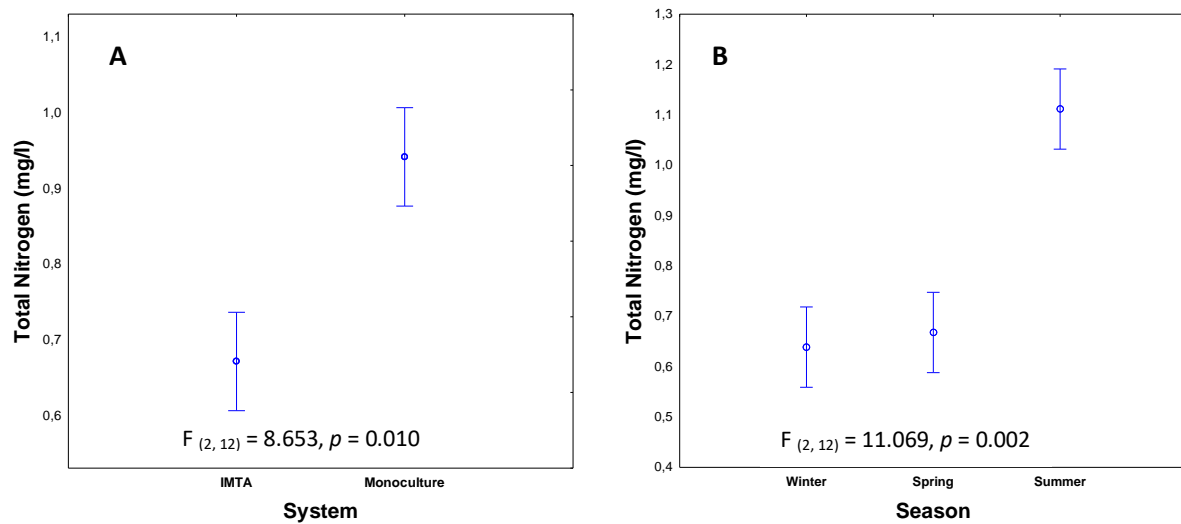 A
Total Nitrogen (mg/l)
1,1
1,0
0,9
0,8
0,7
0,6
F (2, 12) = 8.653, p = 0.010
IMTA Monoculture
System
B
Total Nitrogen (mg/l)
1,3
1,2
1,1
1,0
0,9
0,8
0,7
0,6
0,5
0,4
F (2, 12) = 11.069, p = 0.002
Winter Spring Summer
Season